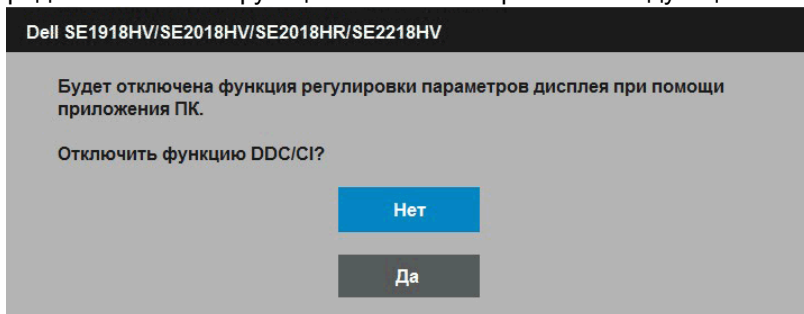 Dell SE1918HV/SE2018HV/SE2018HR/SE2218HV
Будет отключена функция регулировки параметров дисплея при помощи
приложения ПК.
Отключить функцию DDC/CI?
Нет
Да